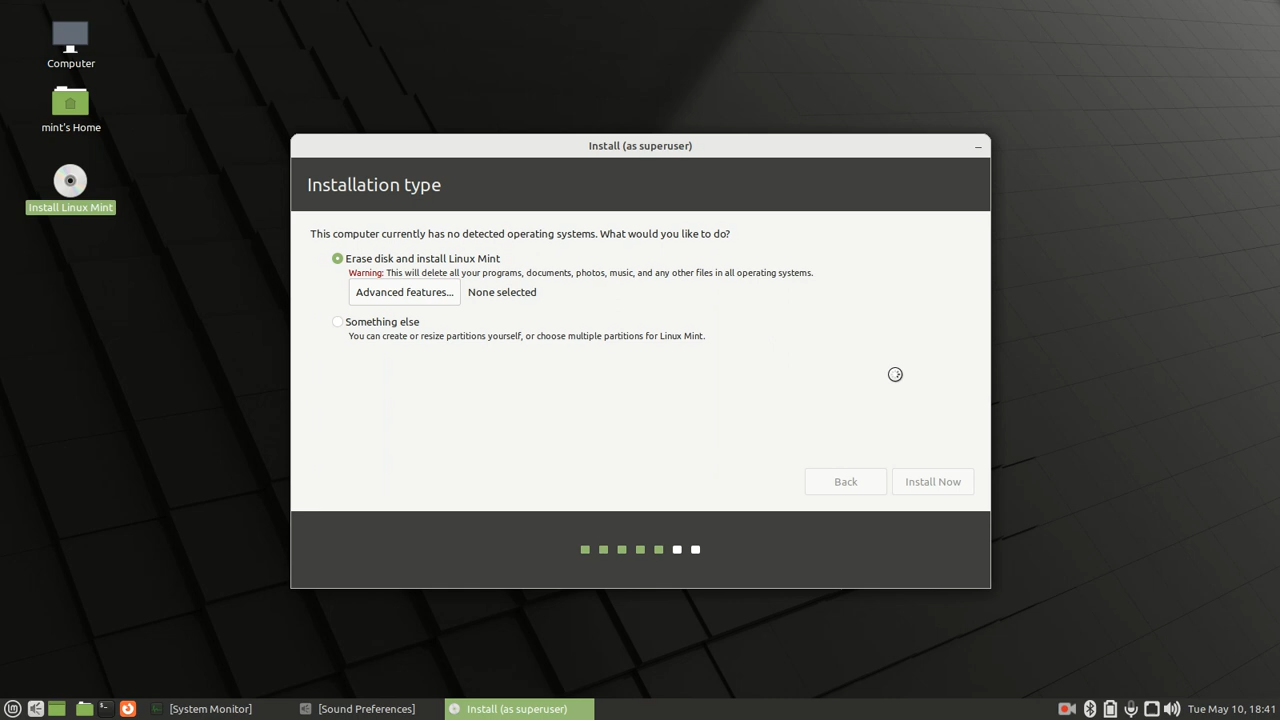 Computer
mint's Home
Install Linux Mint
Install (as superuser)
Installation type
This computer currently has no detected operating systems. What would you like to do?
Erase disk and install Linux Mint
Warning: This will delete all your programs, documents, photos, music, and any other files in all operating systems.
Advanced features... None selected
Something else
You can create or resize partitions yourself, or choose multiple partitions for Linux Mint.
Back Install Now
[System Monitor] [Sound Preferences] Install (as superuser) Tue May 10, 18:41